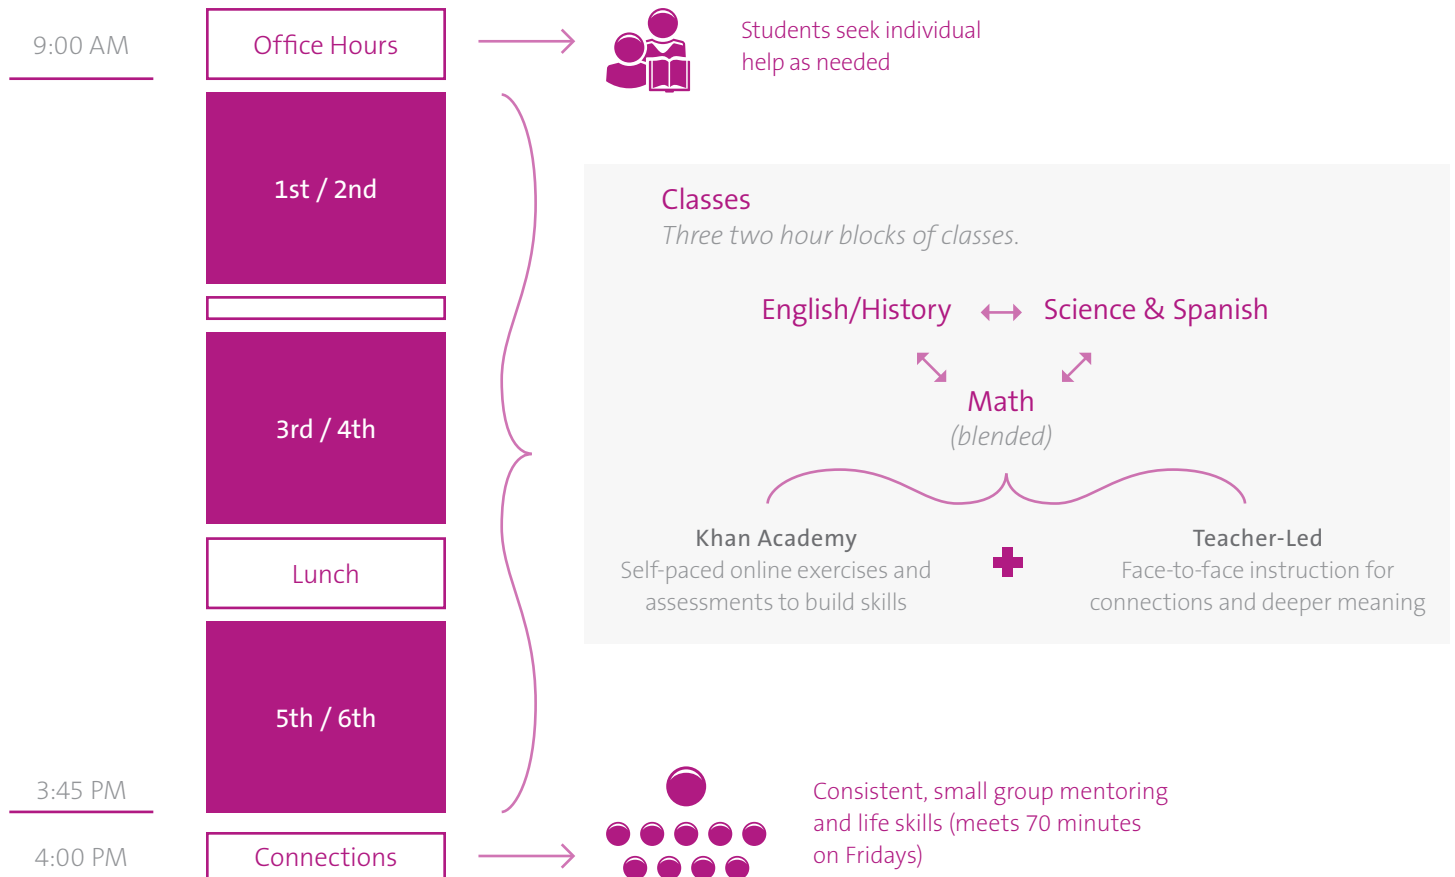 9:00 AM
Office Hours
Students seek individual
help as needed
1st / 2nd
Classes
Three two hour blocks of classes.
English/History
Science & Spanish
Math
(blended)
3rd / 4th
Khan Academy
Self-paced online exercises and
assessments to build skills
Teacher-Led
Face-to-face instruction for
connections and deeper meaning
Lunch
5th / 6th
3:45 PM
4:00 PM
Connections
Consistent, small group mentoring
and life skills (meets 70 minutes
on Fridays)